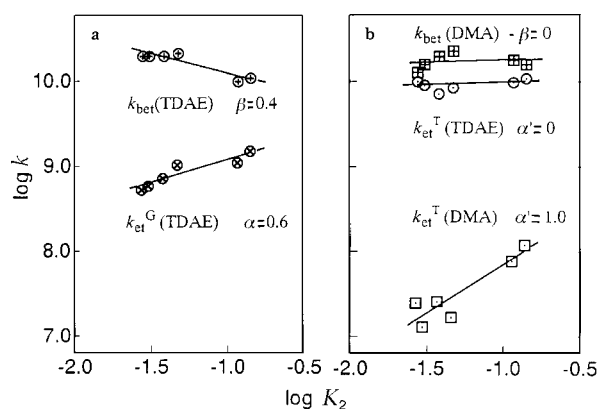 a
k_bet(TDAE) β=0.4
k_et^G (TDAE) α=0.6
b
k_bet(DMA) - β=0
k_et^T (TDAE) α'=0
k_et^T (DMA) α'=1.0
log k
10.0
9.0
8.0
7.0
-2.0 -1.5 -1.0 -0.5
-2.0 -1.5 -1.0 -0.5
log K_2